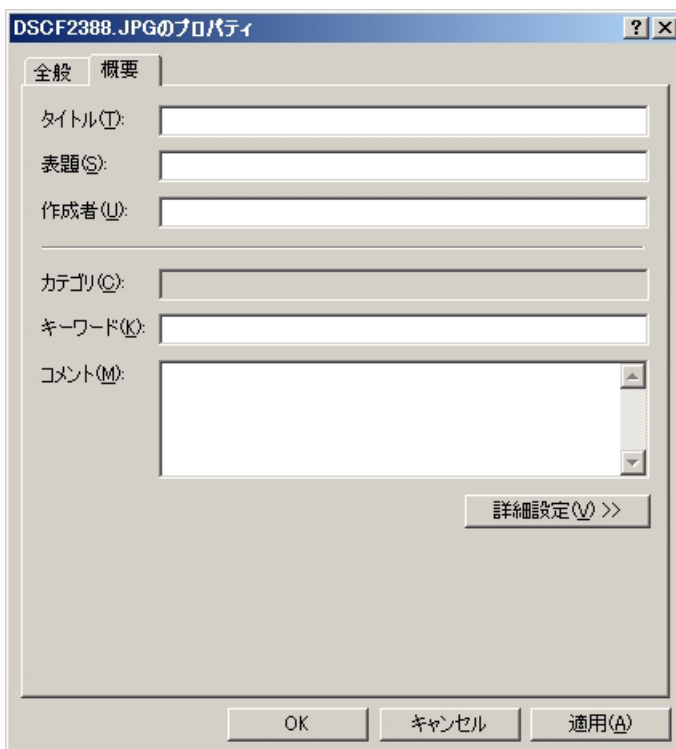 DSCF2388.JPGのプロパティ
全般 概要
タイトル(T):
表題(S):
作成者(U):
カテゴリ(C):
キーワード(K):
コメント(M):
詳細設定(V) >>
OK キャンセル 適用(A)